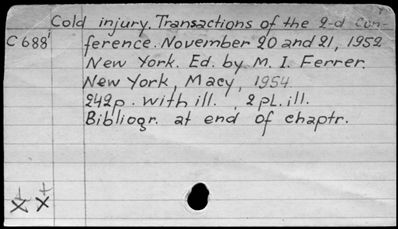 Cold injury. Transactions of the 2-d Con-
C688' ference. November 20 and 21, 1952
New York. Ed. by M. I. Ferrer.
New York, Macy, 1954
242p. with ill., 2 pl. ill.
Bibliogr. at end of chaptr.